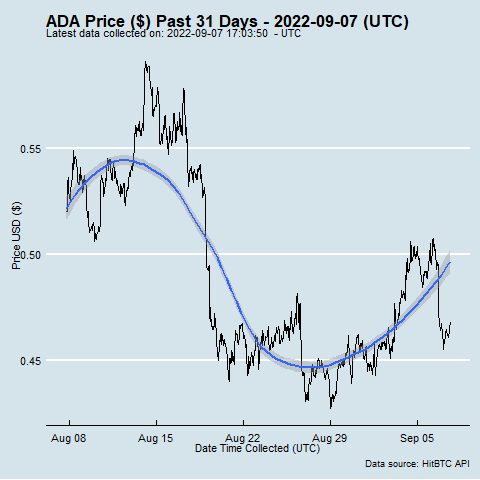 ADA Price ($) Past 31 Days - 2022-09-07 (UTC)
Latest data collected on: 2022-09-07 17:03:50 - UTC
0.55
0.50
0.45
Price USD ($)
Aug 08 Aug 15 Aug 22 Aug 29 Sep 05
Date Time Collected (UTC)
Data source: HitBTC API